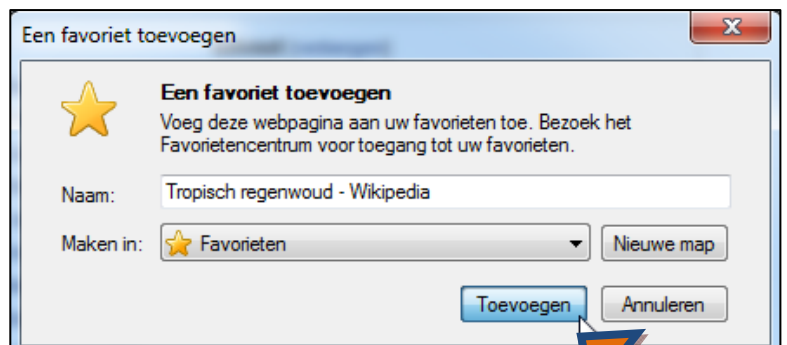 Een favoriet toevoegen
Een favoriet toevoegen
Voeg deze webpagina aan uw favorieten toe. Bezoek het
Favorietencentrum voor toegang tot uw favorieten.
Naam: Tropisch regenwoud - Wikipedia
Maken in: Favorieten Nieuwe map
Toevoegen Annuleren